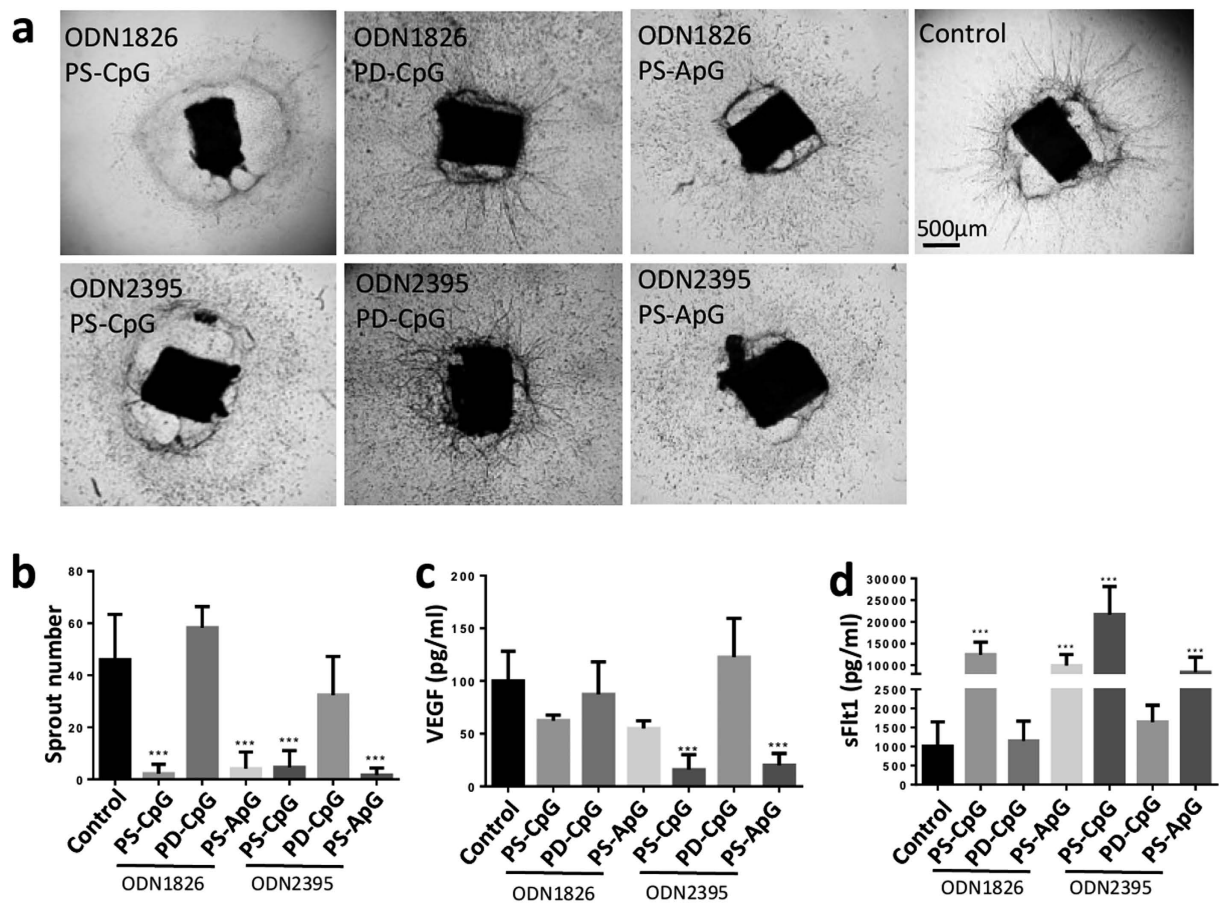 a
ODN1826
PS-CpG
ODN1826
PD-CpG
ODN1826
PS-ApG
Control
500µm
ODN2395
PS-CpG
ODN2395
PD-CpG
ODN2395
PS-ApG
b
Sprout number
80
60
40
20
0
***
***
***
***
Control
PS-CpG
PD-CpG
PS-ApG
PS-CpG
PD-CpG
PS-ApG
ODN1826
ODN2395
c
VEGF (pg/ml)
200
150
100
50
0
***
***
Control
PS-CpG
PD-CpG
PS-ApG
PS-CpG
PD-CpG
PS-ApG
ODN1826
ODN2395
d
sFlt1 (pg/ml)
30000
25000
20000
15000
10000
5000
2500
2000
1500
1000
500
0
***
***
***
***
Control
PS-CpG
PD-CpG
PS-ApG
PS-CpG
PD-CpG
PS-ApG
ODN1826
ODN2395